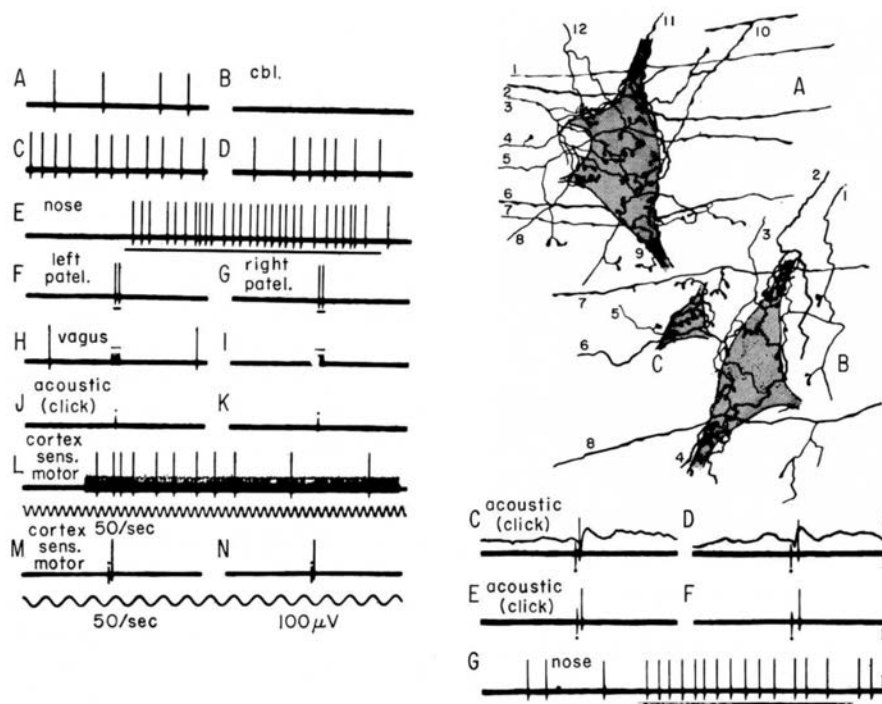 A
B cbl.
C
D
E nose
F left patel.
G right patel.
H vagus
I
J acoustic (click)
K
L cortex sens. motor
50/sec
M cortex sens. motor
N
50/sec
100 μV
12
11
10
1
A
2
3
4
5
6
7
8
9
2
1
3
7
5
6
C
B
8
4
C acoustic (click)
D
E acoustic (click)
F
G nose